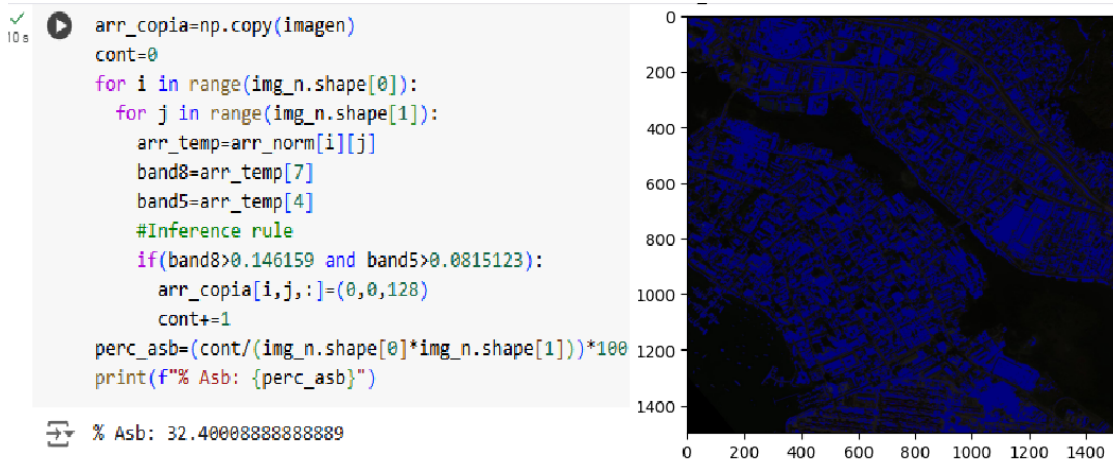 10 s
arr_copia=np.copy(imagen)
cont=0
for i in range(img_n.shape[0]):
  for j in range(img_n.shape[1]):
    arr_temp=arr_norm[i][j]
    band8=arr_temp[7]
    band5=arr_temp[4]
    #Inference rule
    if(band8>0.146159 and band5>0.0815123):
      arr_copia[i,j,:]=(0,0,128)
      cont+=1
perc_asb=(cont/(img_n.shape[0]*img_n.shape[1]))*100
print(f"% Asb: {perc_asb}")
% Asb: 32.40008888888889
0
200
400
600
800
1000
1200
1400
0 200 400 600 800 1000 1200 1400